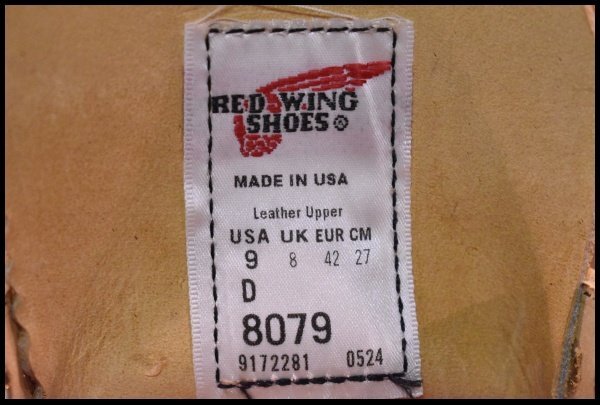 RED WING
SHOES®
MADE IN USA
Leather Upper
USA UK EUR CM
9 8 42 27
D
8079
9172281 0524